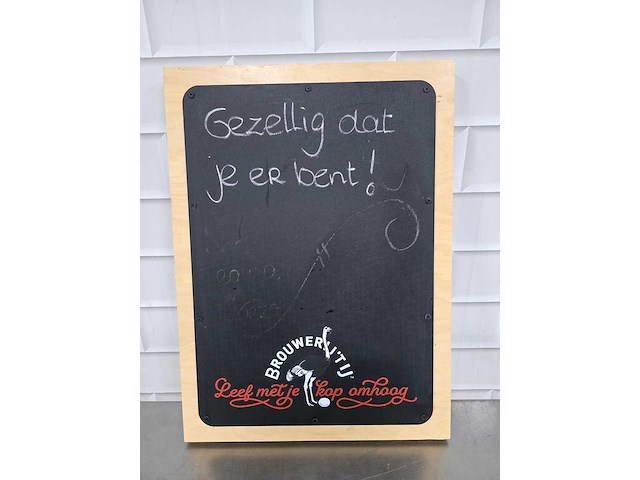 Gezellig dat
je er bent!
BROUWERIJ 'T IJ
Leef met je kop omhoog